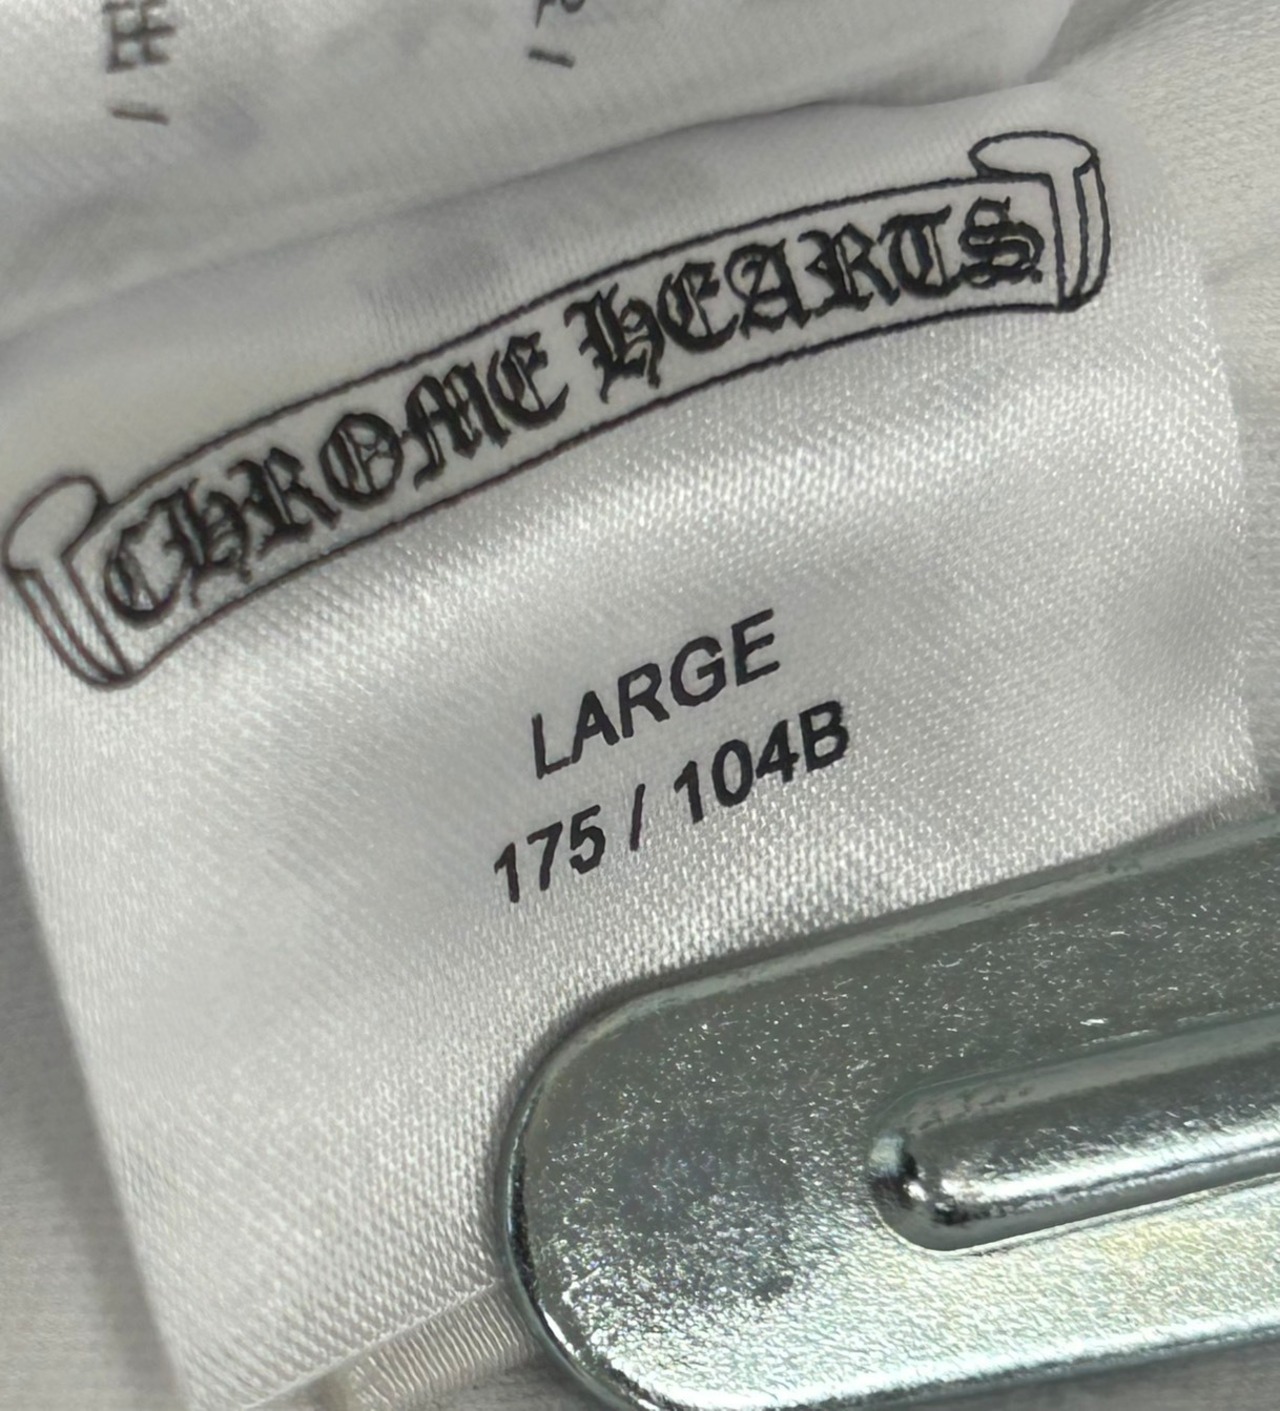 CHROME HEARTS
LARGE
175 / 104B